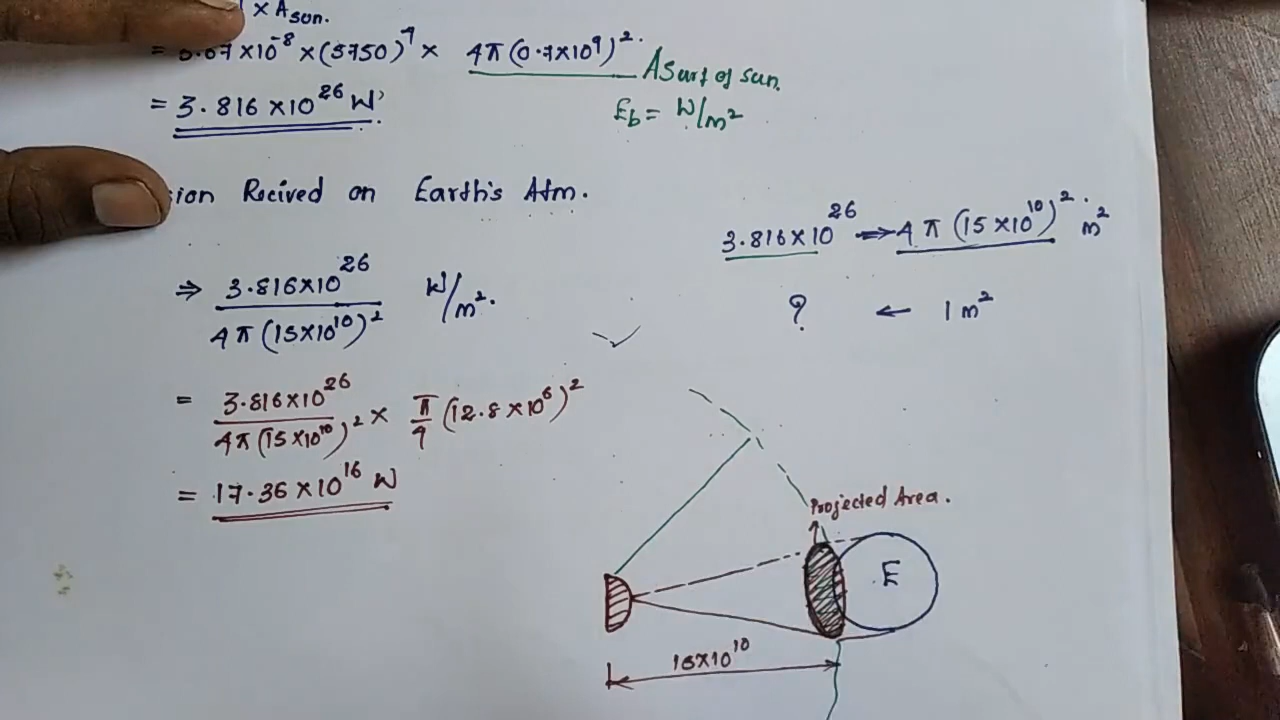 × A sun.
= 5.67×10⁻⁸ ×(5750)⁴ × 4π(0.7×10⁹)².
A Surf of sun.
= 3.816 ×10²⁶ W
Eb = W/m²
sion Recived on Earth's Atm.
3.816×10²⁶ ⇒ 4π (15×10¹⁰)². m²
⇒ 3.816×10²⁶ / 4π(15×10¹⁰)² W/m².
? ← 1 m²
= 3.816×10²⁶ / 4π(15×10¹⁰)² × π/4 (12.8×10⁶)²
= 17.36 ×10¹⁶ W
Projected Area.
E
15×10¹⁰